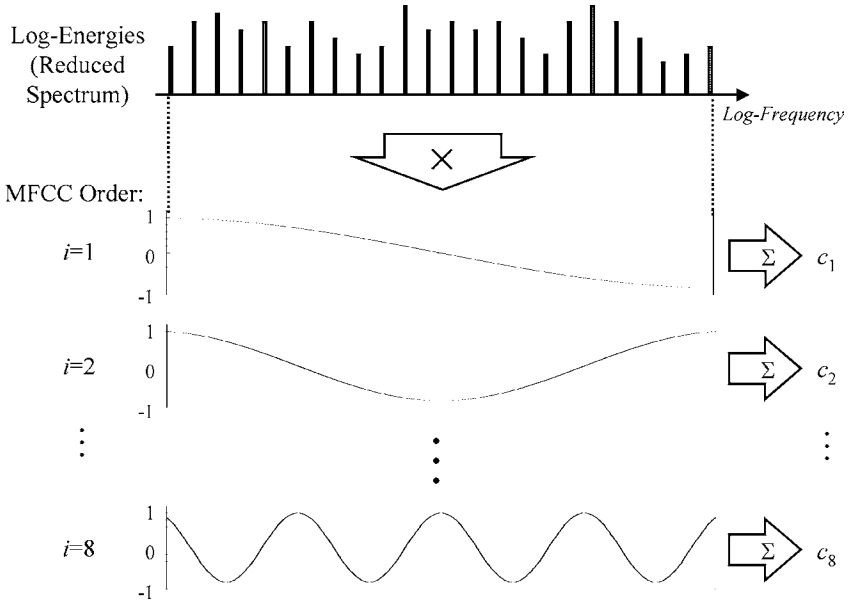 Log-Energies
(Reduced
Spectrum)
Log-Frequency
×
MFCC Order:
1
i=1
0
Σ
c1
-1
1
i=2
0
Σ
c2
-1
1
i=8
0
Σ
c8
-1